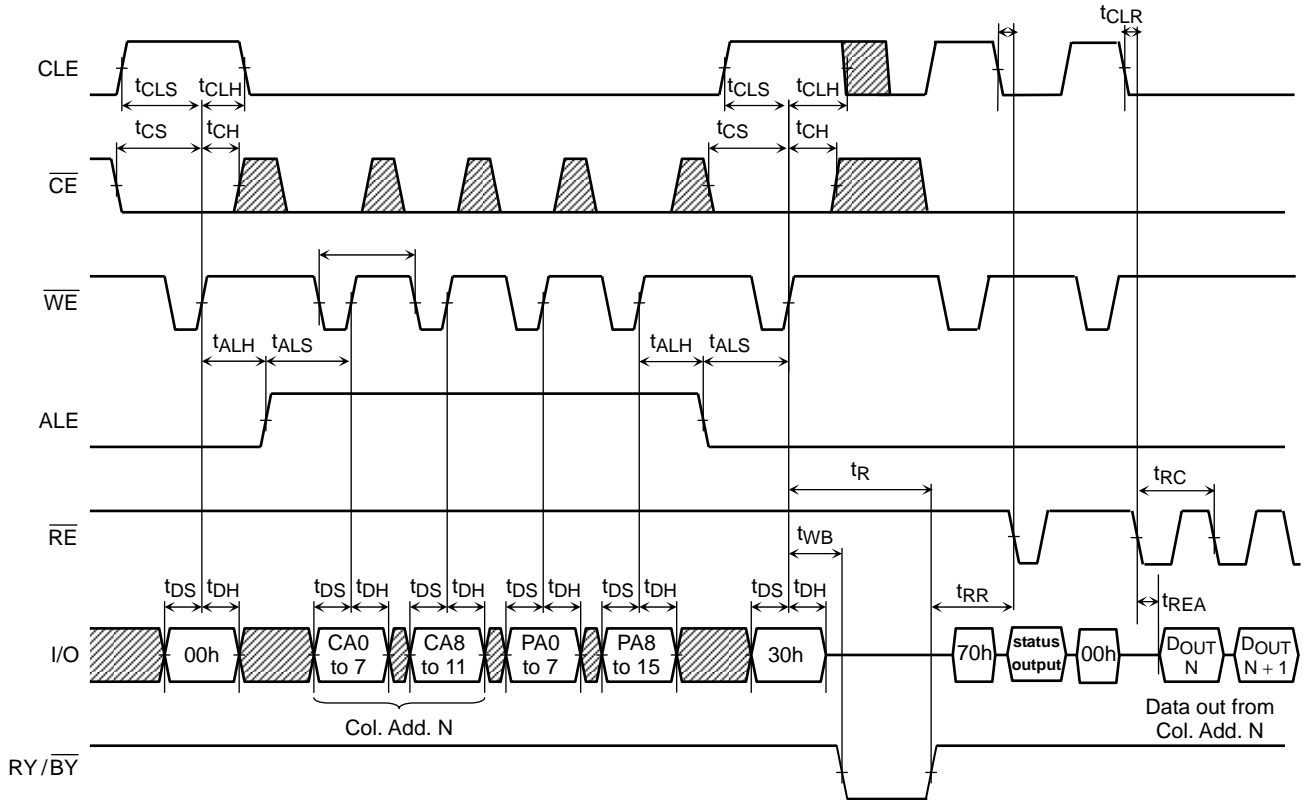 tCLR
CLE
tCLS
tCLH
tCLS
tCLH
tCS
tCH
tCS
tCH
CE
WE
tALH
tALS
tALH
tALS
ALE
tR
tRC
RE
tWB
tDS
tDH
tDS
tDH
tDS
tDH
tDS
tDH
tDS
tDH
tDS
tDH
tRR
tREA
I/O
00h
CA0
to 7
CA8
to 11
PA0
to 7
PA8
to 15
30h
70h
status
output
00h
DOUT
N
DOUT
N + 1
Col. Add. N
Data out from
Col. Add. N
RY / BY